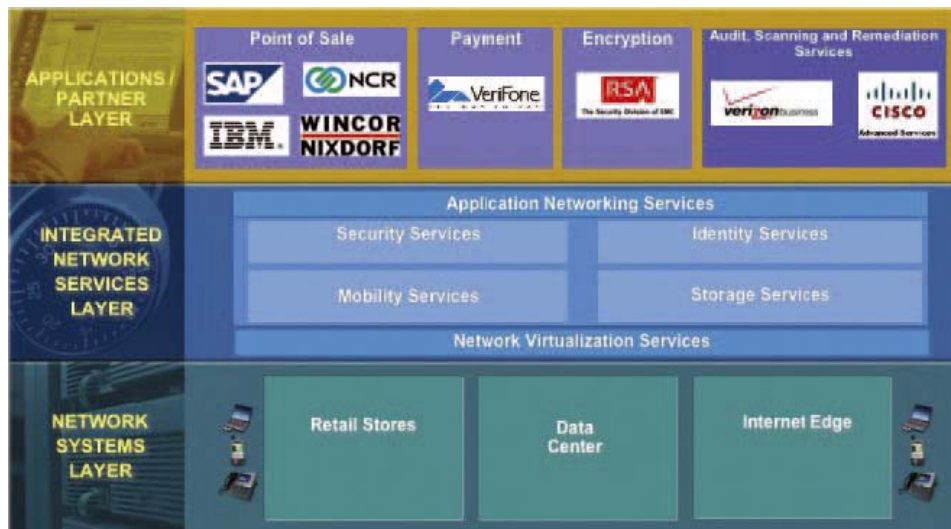 APPLICATIONS /
PARTNER
LAYER
Point of Sale
SAP
NCR
IBM.
WINCOR
NIXDORF
Payment
VeriFone
Encryption
RSA
The Security Division of EMC
Audit, Scanning and Remediation
Services
verizon business
CISCO
Advanced Services
INTEGRATED
NETWORK
SERVICES
LAYER
Application Networking Services
Security Services
Identity Services
Mobility Services
Storage Services
Network Virtualization Services
NETWORK
SYSTEMS
LAYER
Retail Stores
Data
Center
Internet Edge